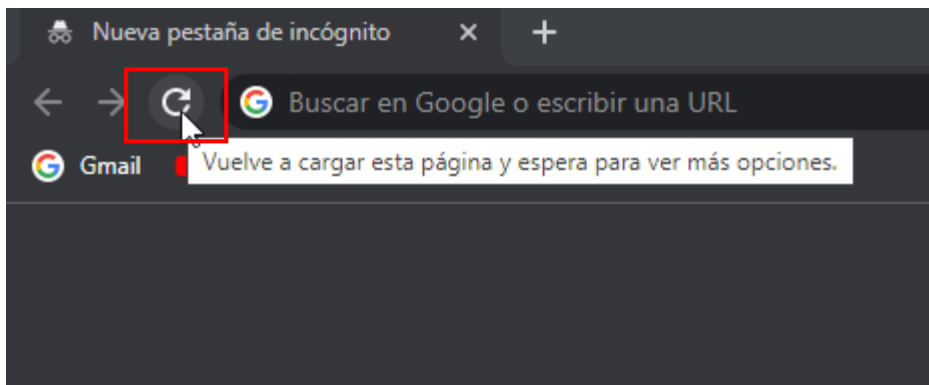 Nueva pestaña de incógnito
Buscar en Google o escribir una URL
Gmail
Vuelve a cargar esta página y espera para ver más opciones.